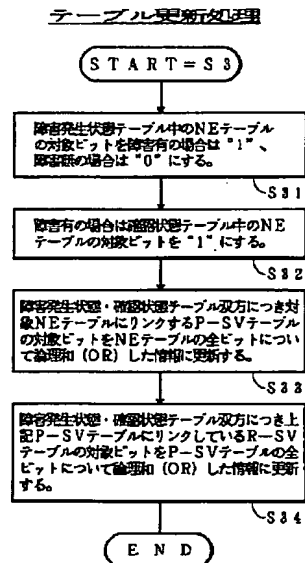 テーブル更新処理
START=S3
障害発生状態テーブル中のNEテーブル
の対象ビットを障害有の場合は“1”、
障害無の場合は“0”にする。
S31
障害有の場合は確認状態テーブル中のNE
テーブルの対象ビットを“1”にする。
S32
障害発生状態・確認状態テーブル双方につき対
象NEテーブルにリンクするP-SVテーブル
の対象ビットをNEテーブルの全ビットについ
て論理和(OR)した情報に更新する。
S33
障害発生状態・確認状態テーブル双方につき上
記P-SVテーブルにリンクしているR-SV
テーブルの対象ビットをP-SVテーブルの全
ビットについて論理和(OR)した情報に更新
する。
S34
END